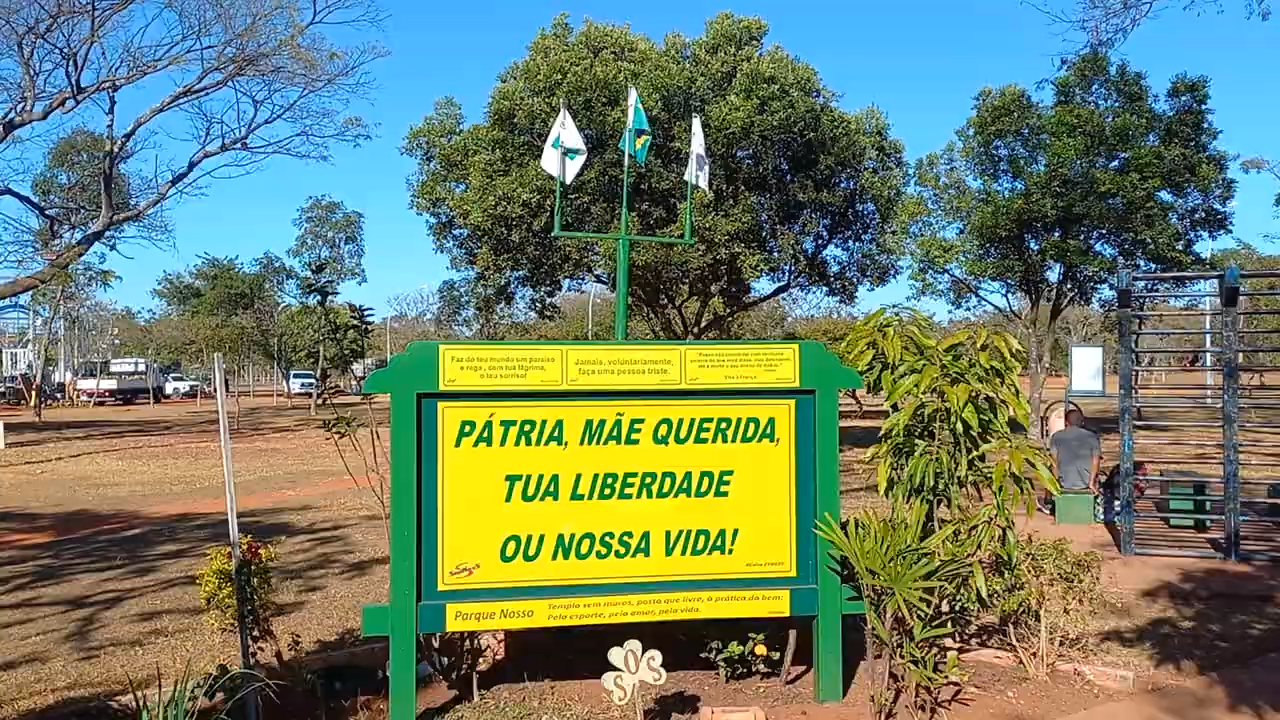 Faz do teu mundo um paraíso
e rega, com tua lágrima,
o teu sorriso!
Jamais, voluntariamente,
faça uma pessoa triste.
PÁTRIA, MÃE QUERIDA,
TUA LIBERDADE
OU NOSSA VIDA!
Parque Nosso
Templo sem muros, posto que livre, à prática do bem:
Pelo esporte, pelo amor, pela vida.
SOS